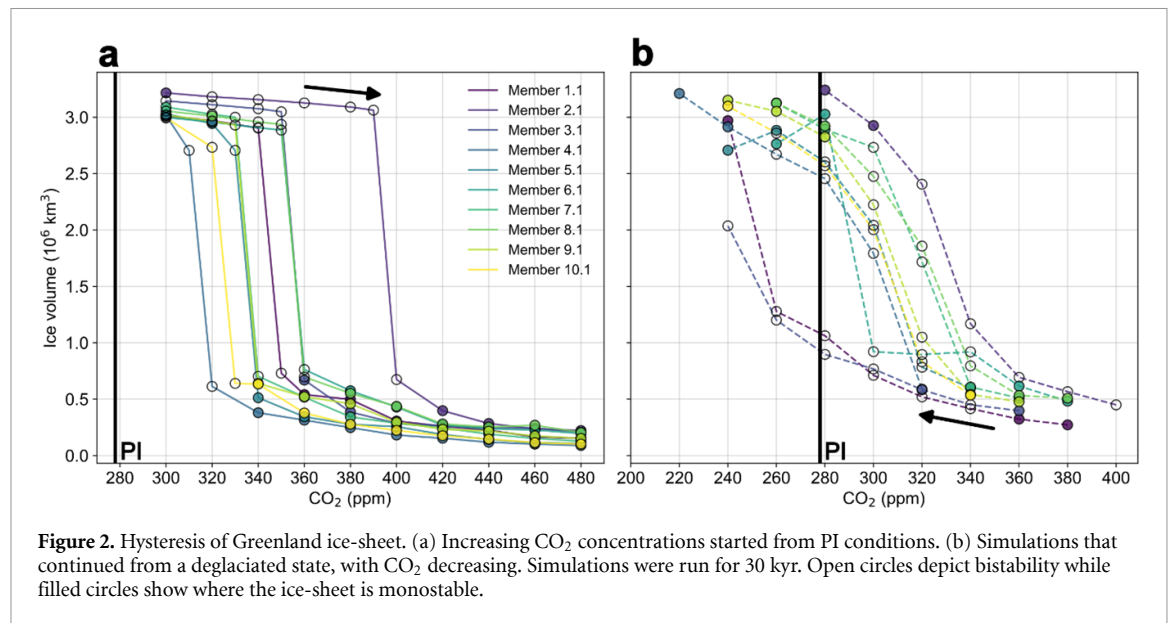 a
b
Member 1.1
Member 2.1
Member 3.1
Member 4.1
Member 5.1
Member 6.1
Member 7.1
Member 8.1
Member 9.1
Member 10.1
Ice volume (10⁶ km³)
3.0
2.5
2.0
1.5
1.0
0.5
0.0
PI
PI
280 300 320 340 360 380 400 420 440 460 480
200 220 240 260 280 300 320 340 360 380 400
CO₂ (ppm)
CO₂ (ppm)
Figure 2. Hysteresis of Greenland ice-sheet. (a) Increasing CO₂ concentrations started from PI conditions. (b) Simulations that
continued from a deglaciated state, with CO₂ decreasing. Simulations were run for 30 kyr. Open circles depict bistability while
filled circles show where the ice-sheet is monostable.